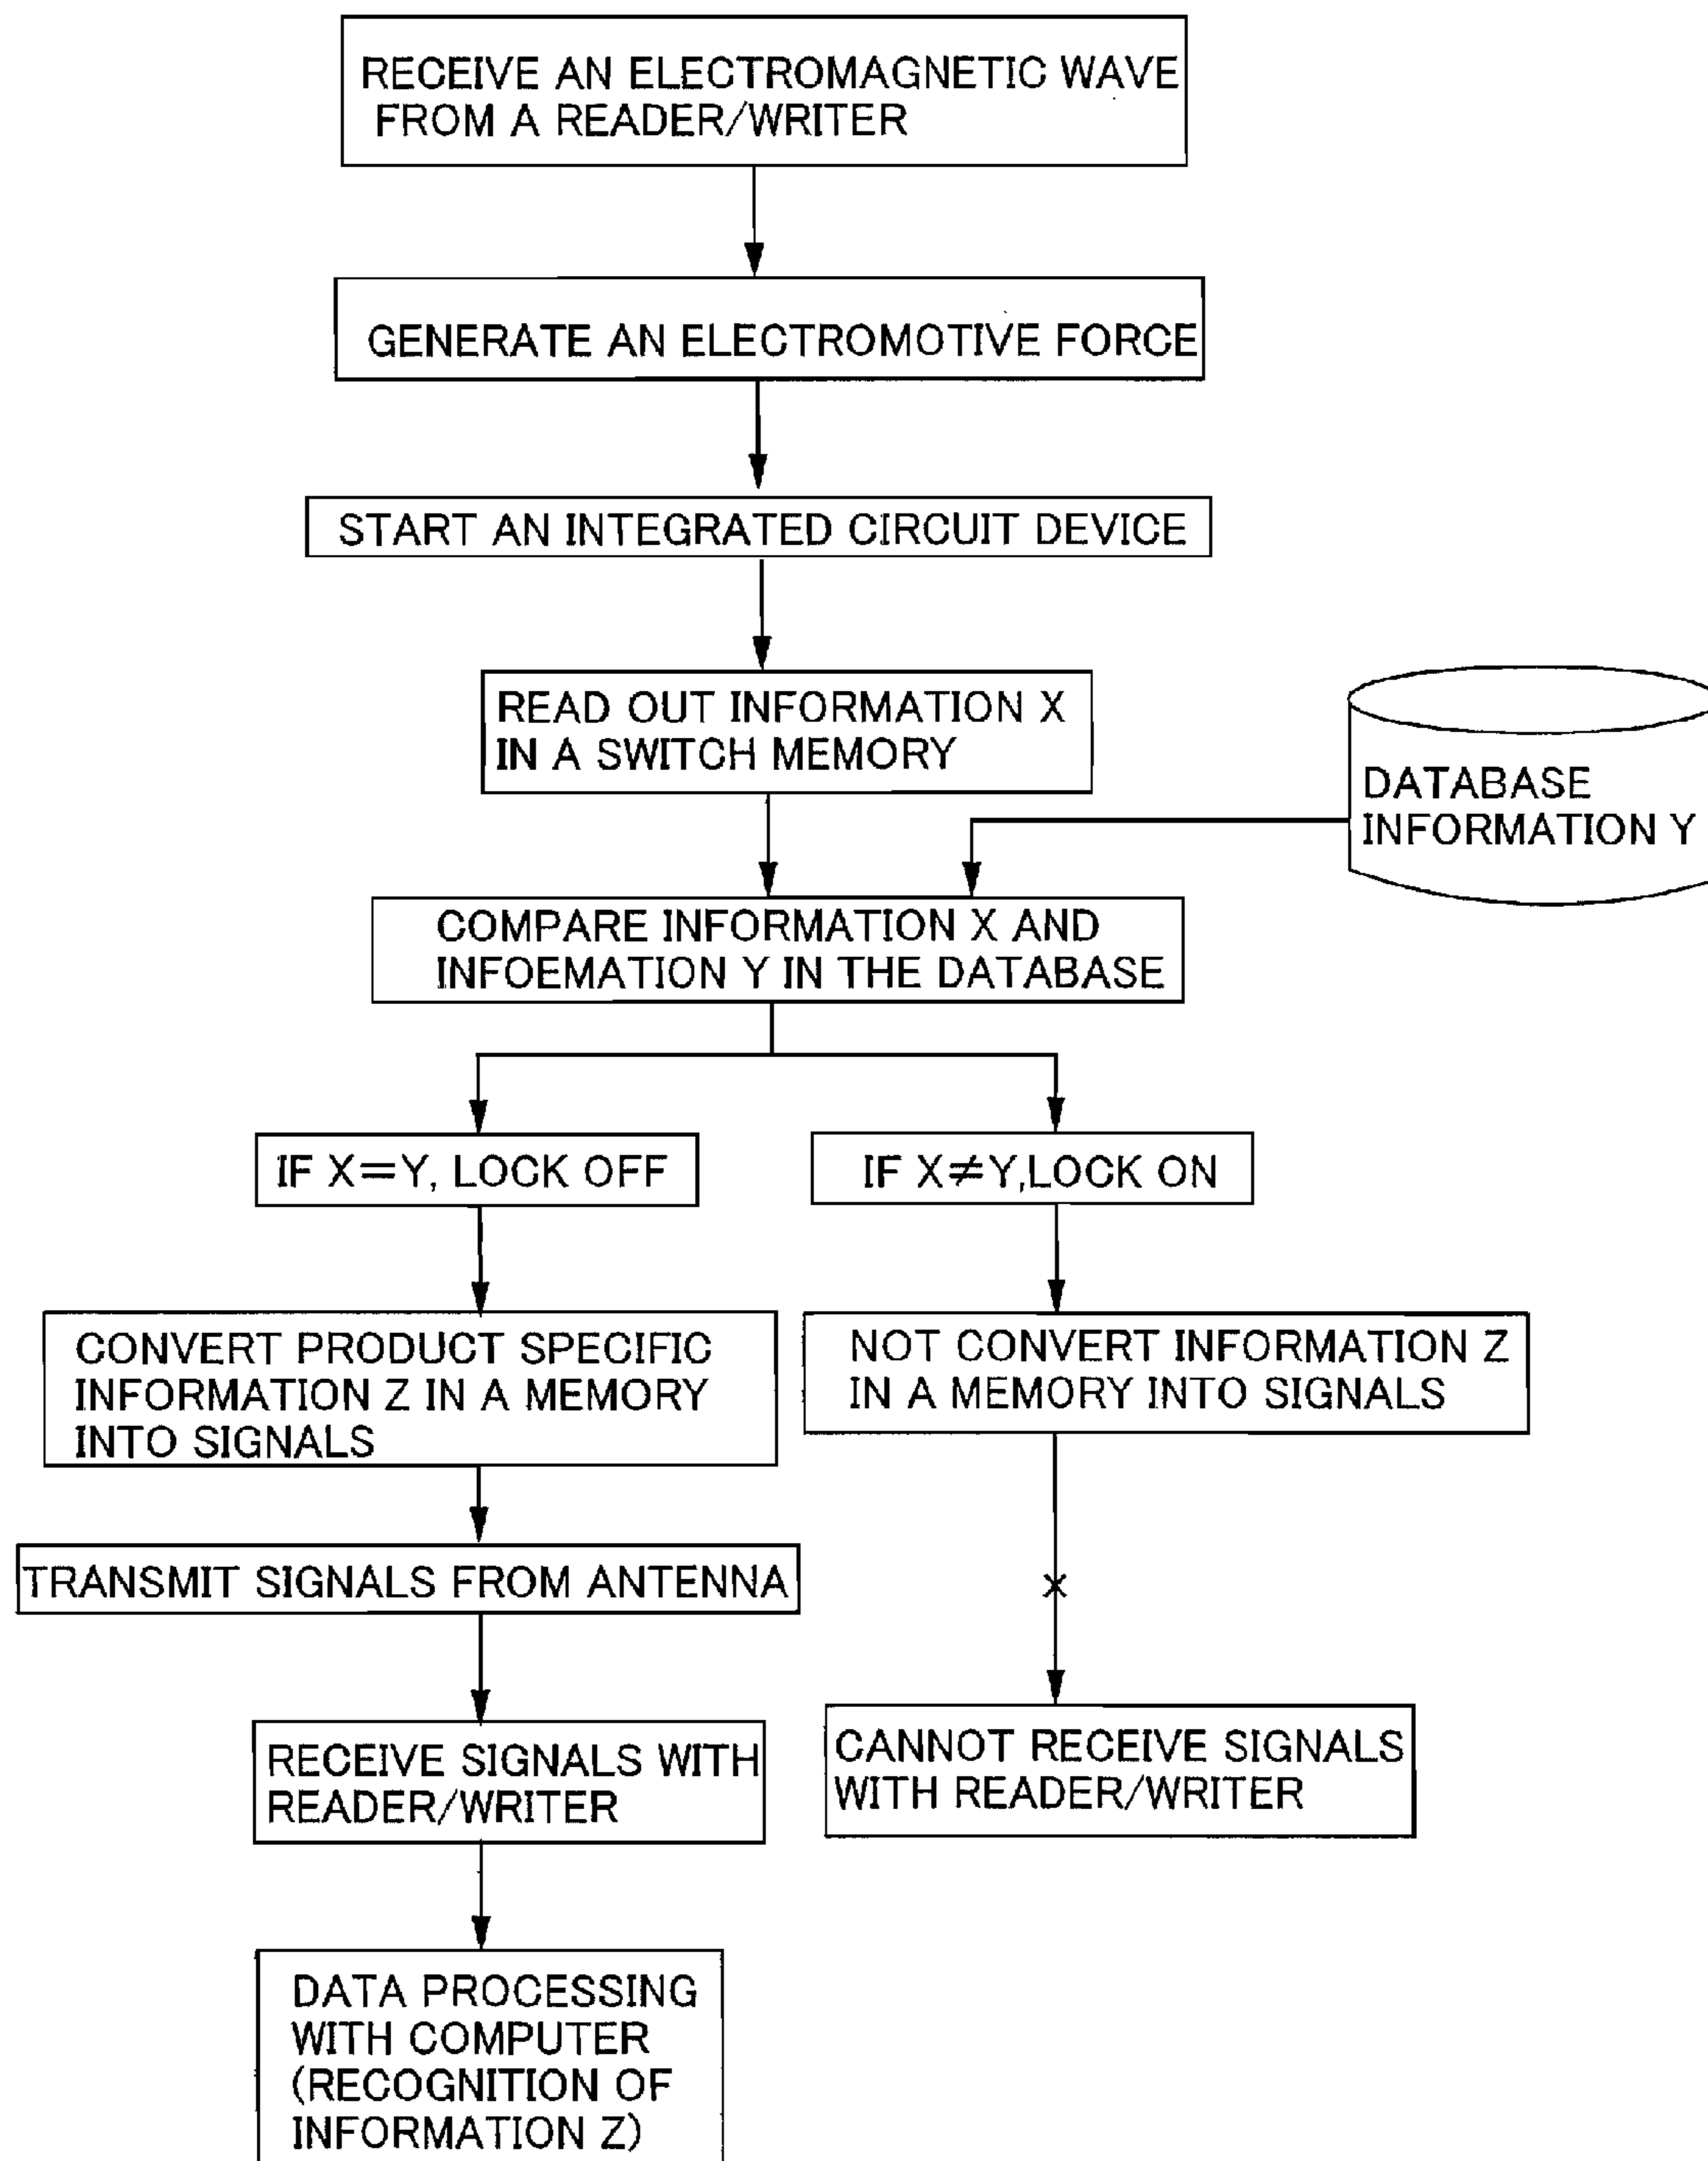 RECEIVE AN ELECTROMAGNETIC WAVE
FROM A READER/WRITER
GENERATE AN ELECTROMOTIVE FORCE
START AN INTEGRATED CIRCUIT DEVICE
READ OUT INFORMATION X
IN A SWITCH MEMORY
DATABASE
INFORMATION Y
COMPARE INFORMATION X AND
INFOEMATION Y IN THE DATABASE
IF X=Y, LOCK OFF
IF X≠Y,LOCK ON
CONVERT PRODUCT SPECIFIC
INFORMATION Z IN A MEMORY
INTO SIGNALS
NOT CONVERT INFORMATION Z
IN A MEMORY INTO SIGNALS
TRANSMIT SIGNALS FROM ANTENNA
RECEIVE SIGNALS WITH
READER/WRITER
CANNOT RECEIVE SIGNALS
WITH READER/WRITER
DATA PROCESSING
WITH COMPUTER
(RECOGNITION OF
INFORMATION Z)